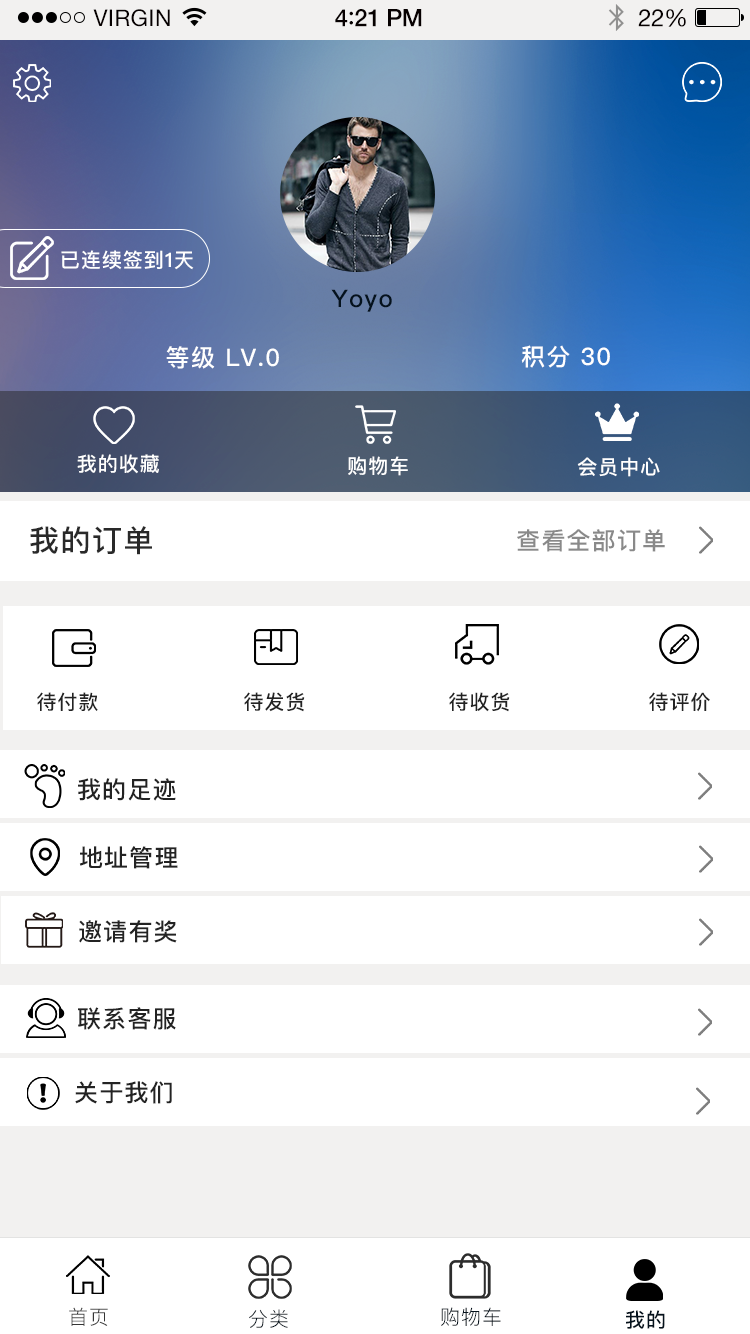 VIRGIN 4:21 PM 22%
已连续签到1天
Yoyo
等级 LV.0 积分 30
我的收藏 购物车 会员中心
我的订单 查看全部订单
待付款 待发货 待收货 待评价
我的足迹
地址管理
邀请有奖
联系客服
关于我们
首页 分类 购物车 我的